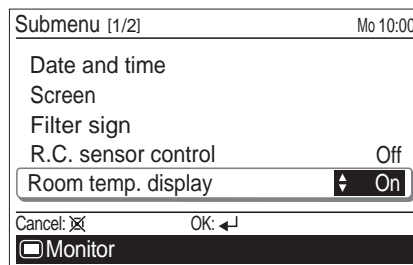 Submenu [1/2] Mo 10:00
Date and time
Screen
Filter sign
R.C. sensor control Off
Room temp. display On
Cancel: OK:
Monitor